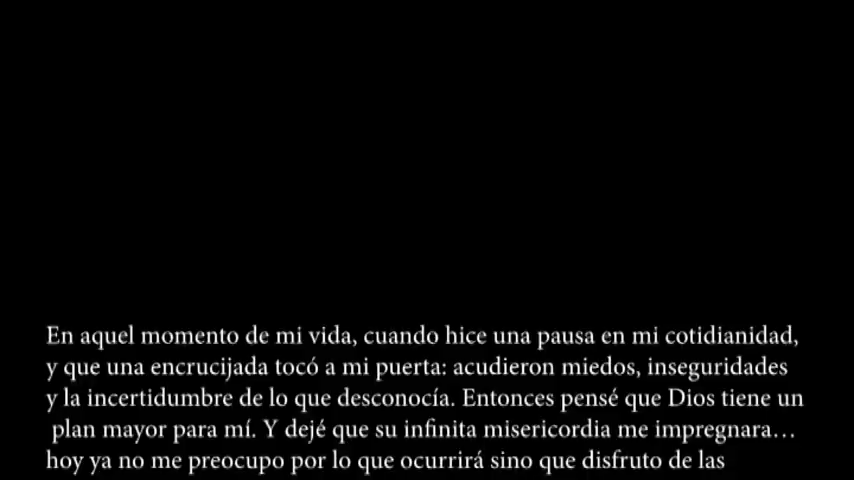 En aquel momento de mi vida, cuando hice una pausa en mi cotidianidad,
y que una encrucijada tocó a mi puerta: acudieron miedos, inseguridades
y la incertidumbre de lo que desconocía. Entonces pensé que Dios tiene un
plan mayor para mí. Y dejé que su infinita misericordia me impregnara…
hoy ya no me preocupo por lo que ocurrirá sino que disfruto de las